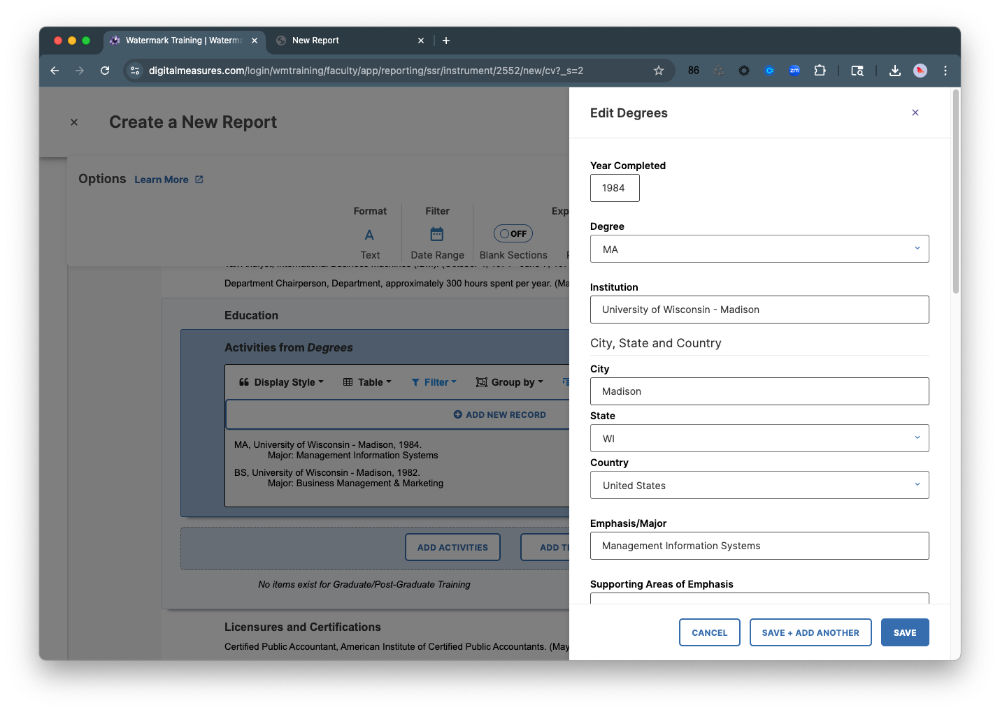 Watermark Training | Waterma
New Report
digitalmeasures.com/login/wmtraining/faculty/app/reporting/ssr/instrument/2552/new/cv?_s=2
86
zm
Create a New Report
Options Learn More
Format Filter Exp
OFF
Text Date Range Blank Sections
Department Chairperson, Department, approximately 300 hours spent per year. (Ma
Education
Activities from Degrees
Display Style Table Filter Group by
ADD NEW RECORD
MA, University of Wisconsin - Madison, 1984.
Major: Management Information Systems
BS, University of Wisconsin - Madison, 1982.
Major: Business Management & Marketing
ADD ACTIVITIES ADD TE
No items exist for Graduate/Post-Graduate Training
Licensures and Certifications
Certified Public Accountant, American Institute of Certified Public Accountants. (May
Edit Degrees
Year Completed
1984
Degree
MA
Institution
University of Wisconsin - Madison
City, State and Country
City
Madison
State
WI
Country
United States
Emphasis/Major
Management Information Systems
Supporting Areas of Emphasis
CANCEL SAVE + ADD ANOTHER SAVE